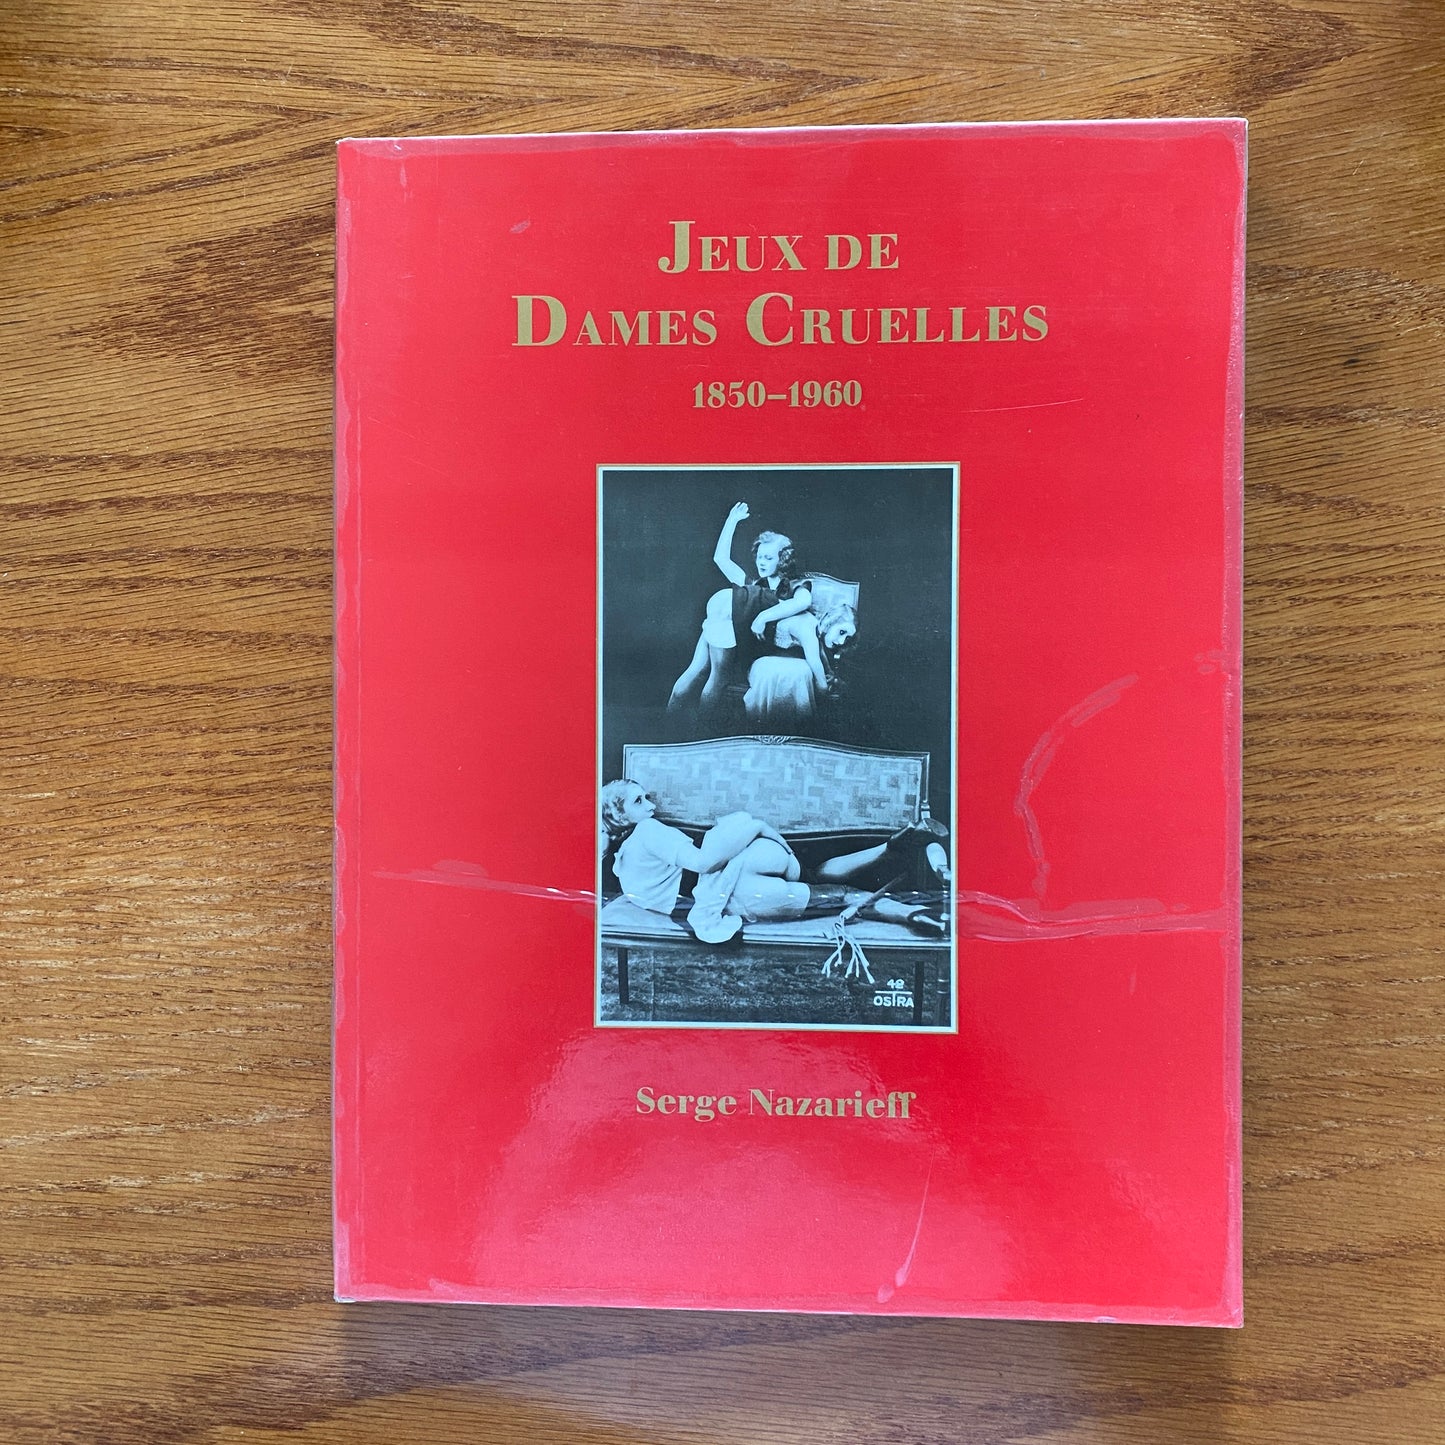 JEUX DE
DAMES CRUELLES
1850–1960
48
OSTRA
Serge Nazarieff